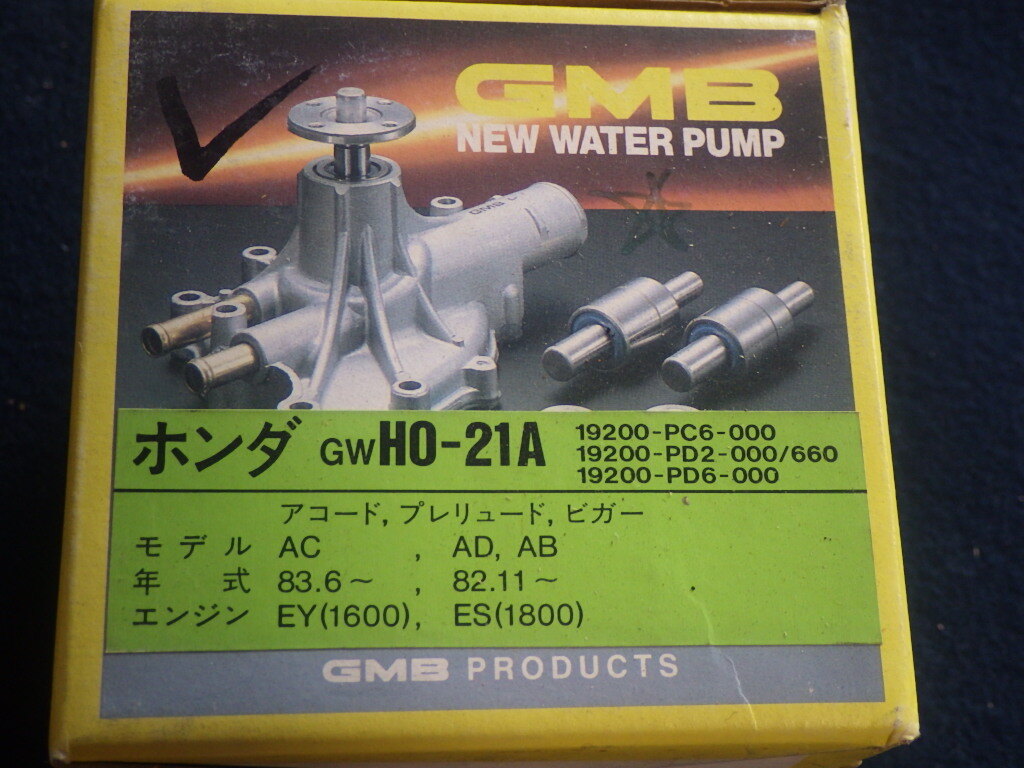 GMB
NEW WATER PUMP
GMB
ホンダ GWHO-21A
19200-PC6-000
19200-PD2-000/660
19200-PD6-000
アコード, プレリュード, ビガー
モデル AC , AD, AB
年式 83.6~ , 82.11~
エンジン EY(1600), ES(1800)
GMB PRODUCTS